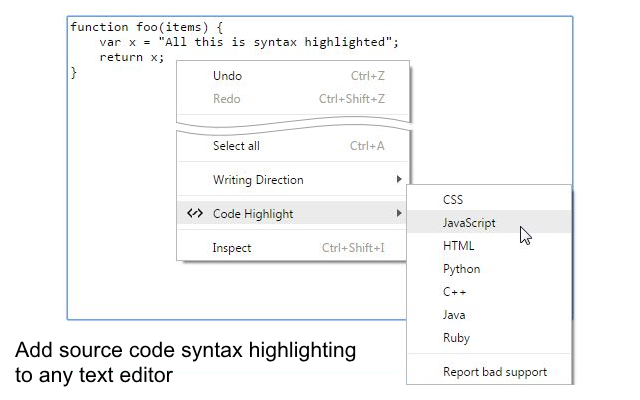 function foo(items) {
    var x = "All this is syntax highlighted";
    return x;
}
Undo Ctrl+Z
Redo Ctrl+Shift+Z
Select all Ctrl+A
Writing Direction
Code Highlight
Inspect Ctrl+Shift+I
CSS
JavaScript
HTML
Python
C++
Java
Ruby
Report bad support
Add source code syntax highlighting
to any text editor